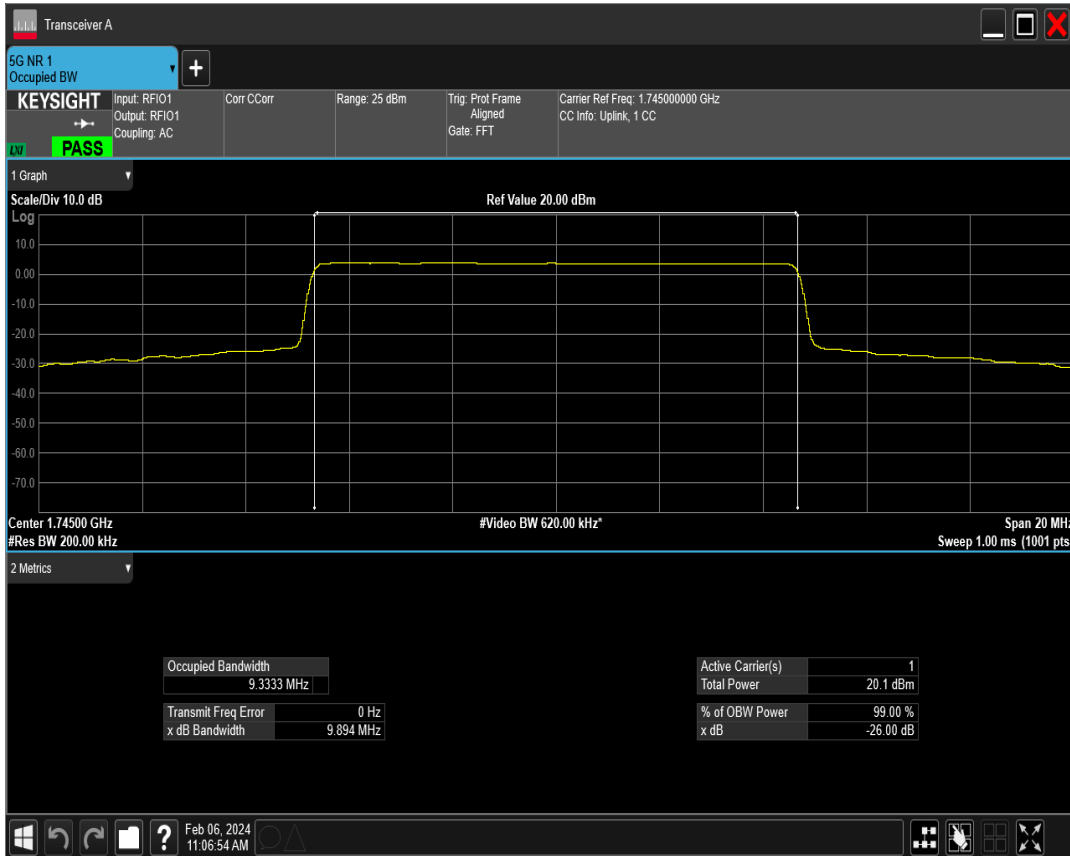 Transceiver A
5G NR 1
Occupied BW
KEYSIGHT
LXI
PASS
Input: RFIO1
Output: RFIO1
Coupling: AC
Corr CCorr
Range: 25 dBm
Trig: Prot Frame
Aligned
Gate: FFT
Carrier Ref Freq: 1.745000000 GHz
CC Info: Uplink, 1 CC
1 Graph
Scale/Div 10.0 dB
Ref Value 20.00 dBm
Log
10.0
0.00
-10.0
-20.0
-30.0
-40.0
-50.0
-60.0
-70.0
Center 1.74500 GHz
#Video BW 620.00 kHz*
Span 20 MHz
#Res BW 200.00 kHz
Sweep 1.00 ms (1001 pts
2 Metrics
Occupied Bandwidth
9.3333 MHz
Transmit Freq Error 0 Hz
x dB Bandwidth 9.894 MHz
Active Carrier(s) 1
Total Power 20.1 dBm
% of OBW Power 99.00 %
x dB -26.00 dB
?
Feb 06, 2024
11:06:54 AM